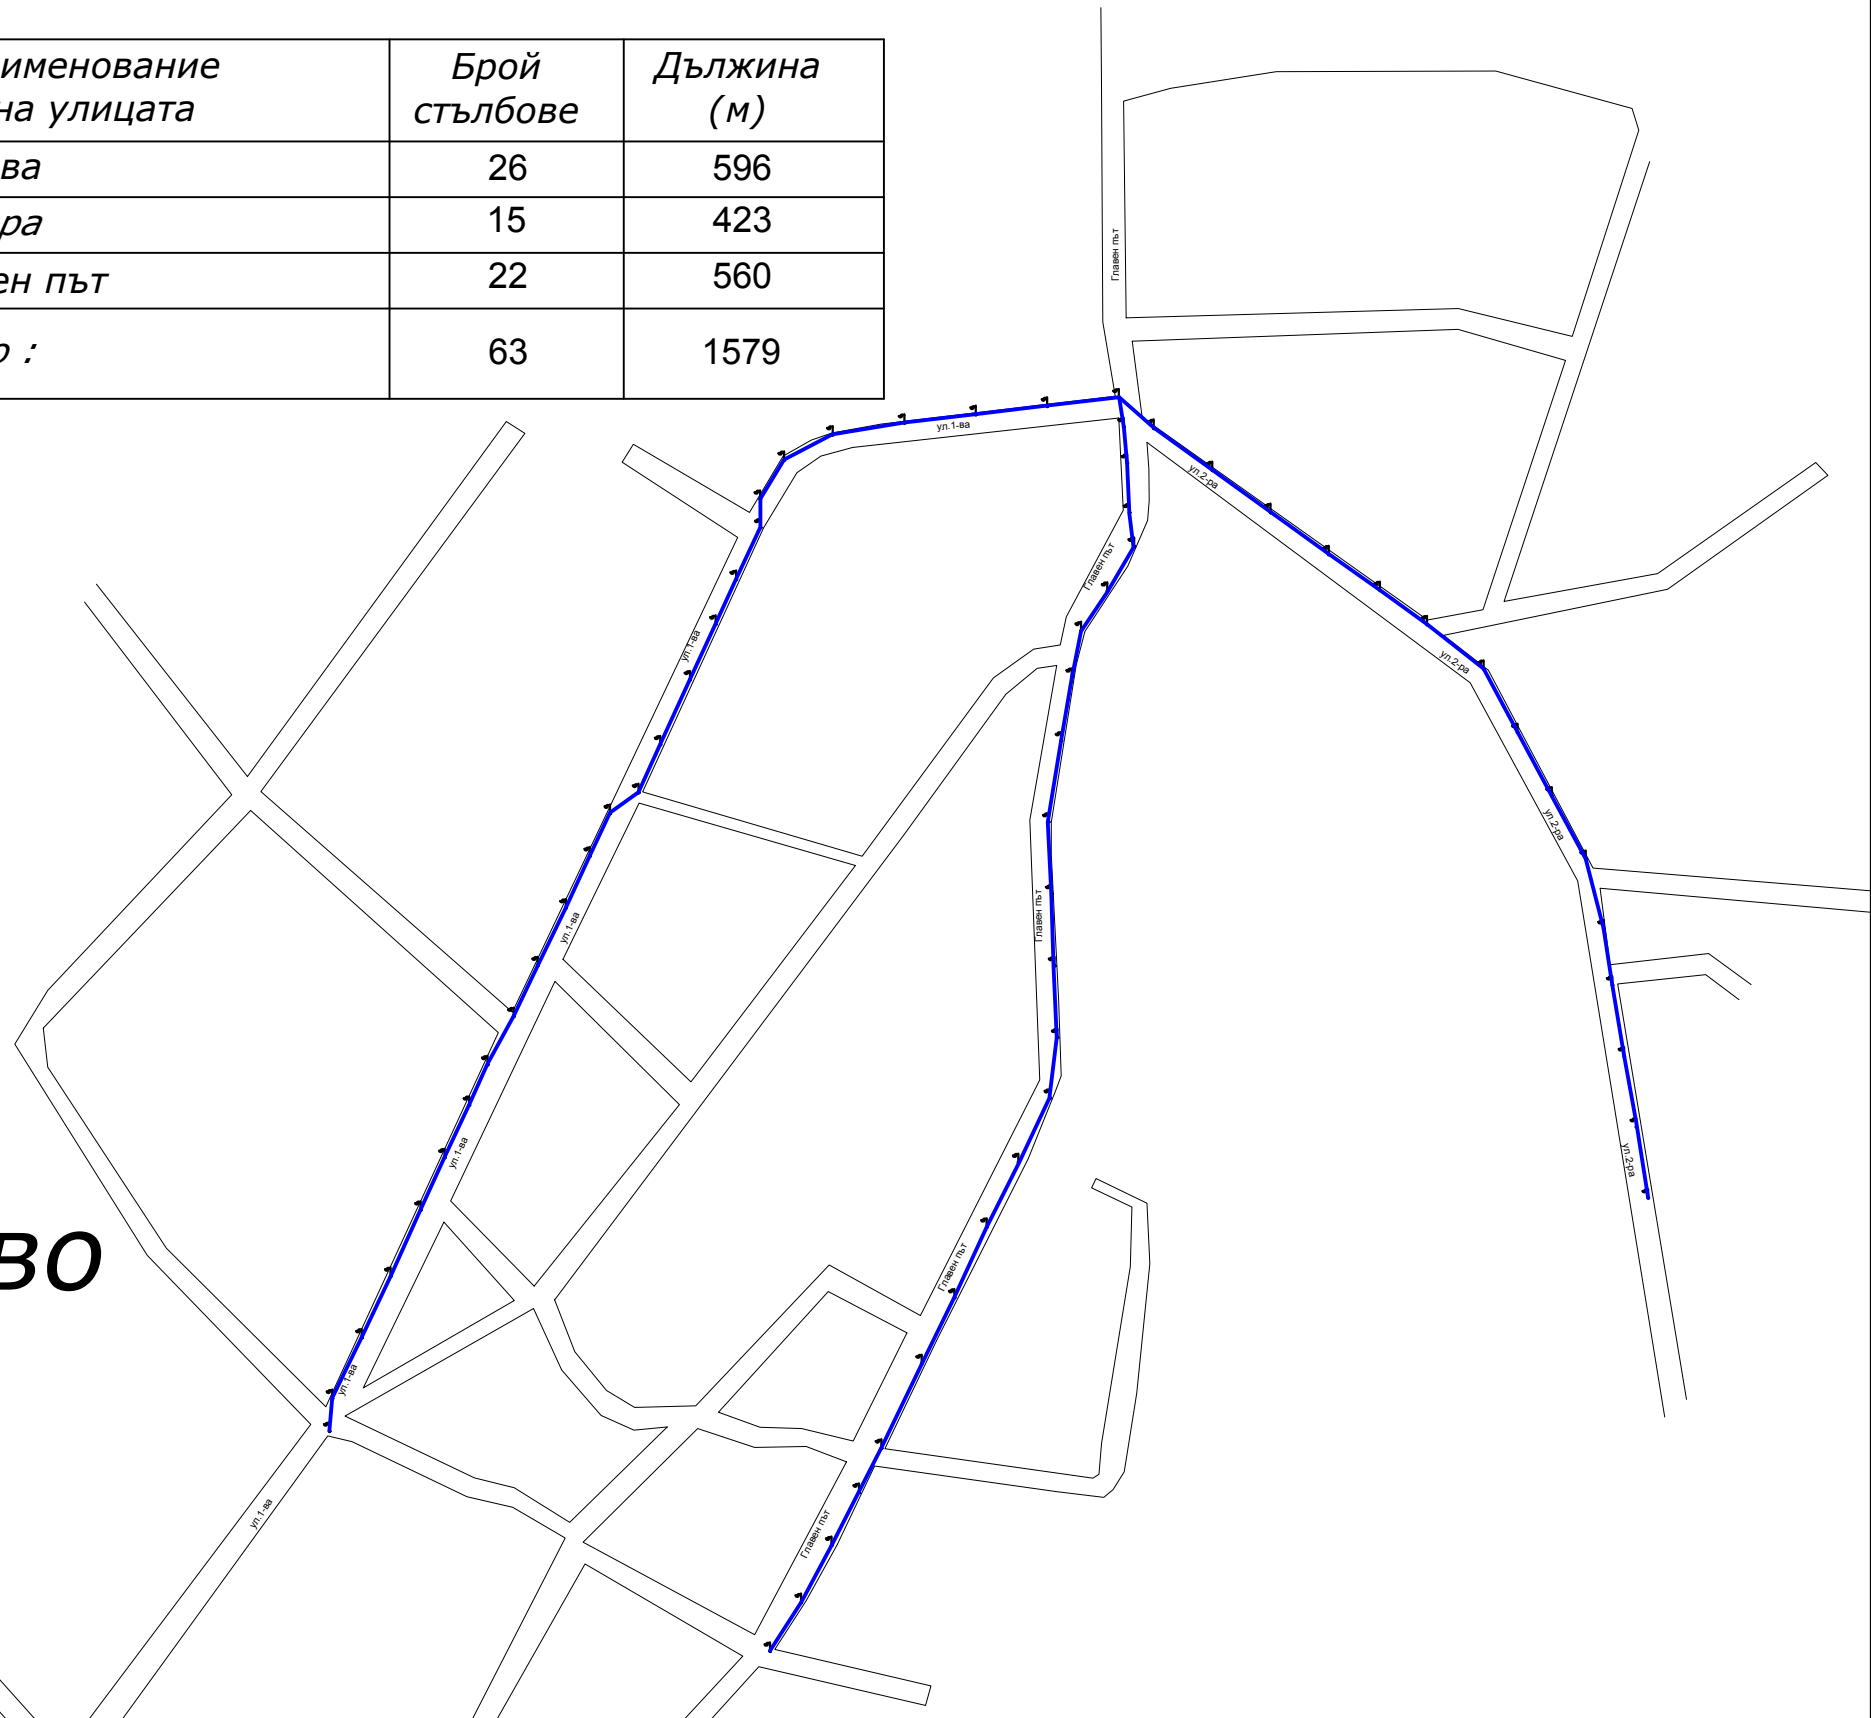 именование
на улицата
Брой
стълбове
Дължина
(м)
ва
26
596
ра
15
423
ен път
22
560
о :
63
1579
Главен път
ул.1-ва
ул.2-ра
Главен път
ул.1-ва
ул.2-ра
ул.2-ра
Главен път
ул.1-ва
ул.1-ва
ул.2-ра
во
Главен път
ул.1-ва
ул.1-ва
Главен път